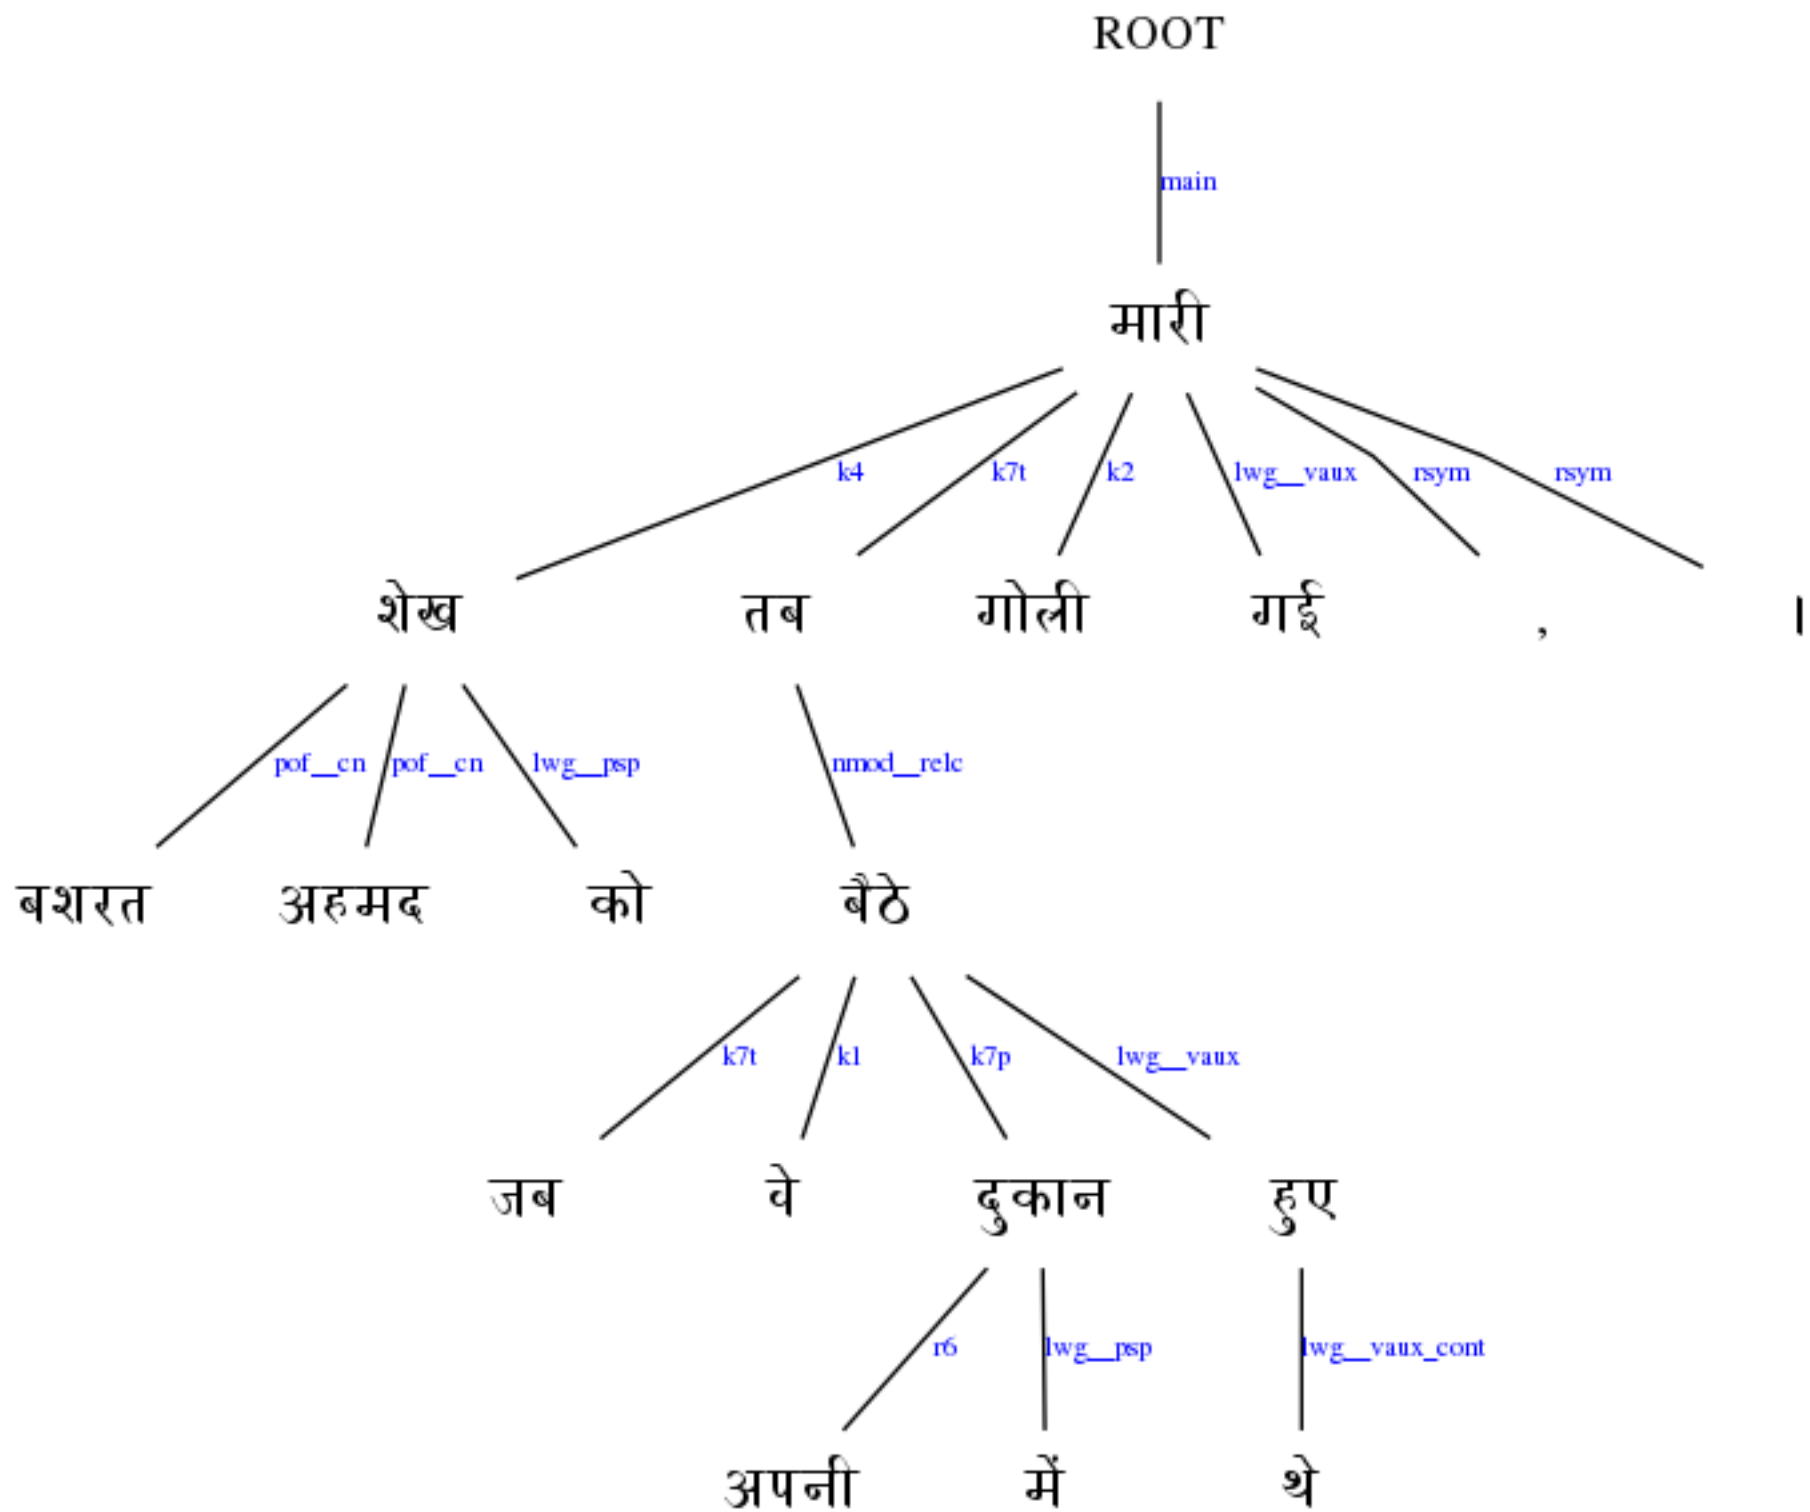 ROOT
main
मारी
k4 k7t k2 lwg__vaux rsym rsym
शेख तब गोली गई , ।
pof__cn pof__cn lwg__psp nmod__relc
बशरत अहमद को बैठे
k7t k1 k7p lwg__vaux
जब वे दुकान हुए
r6 lwg__psp lwg__vaux_cont
अपनी में थे